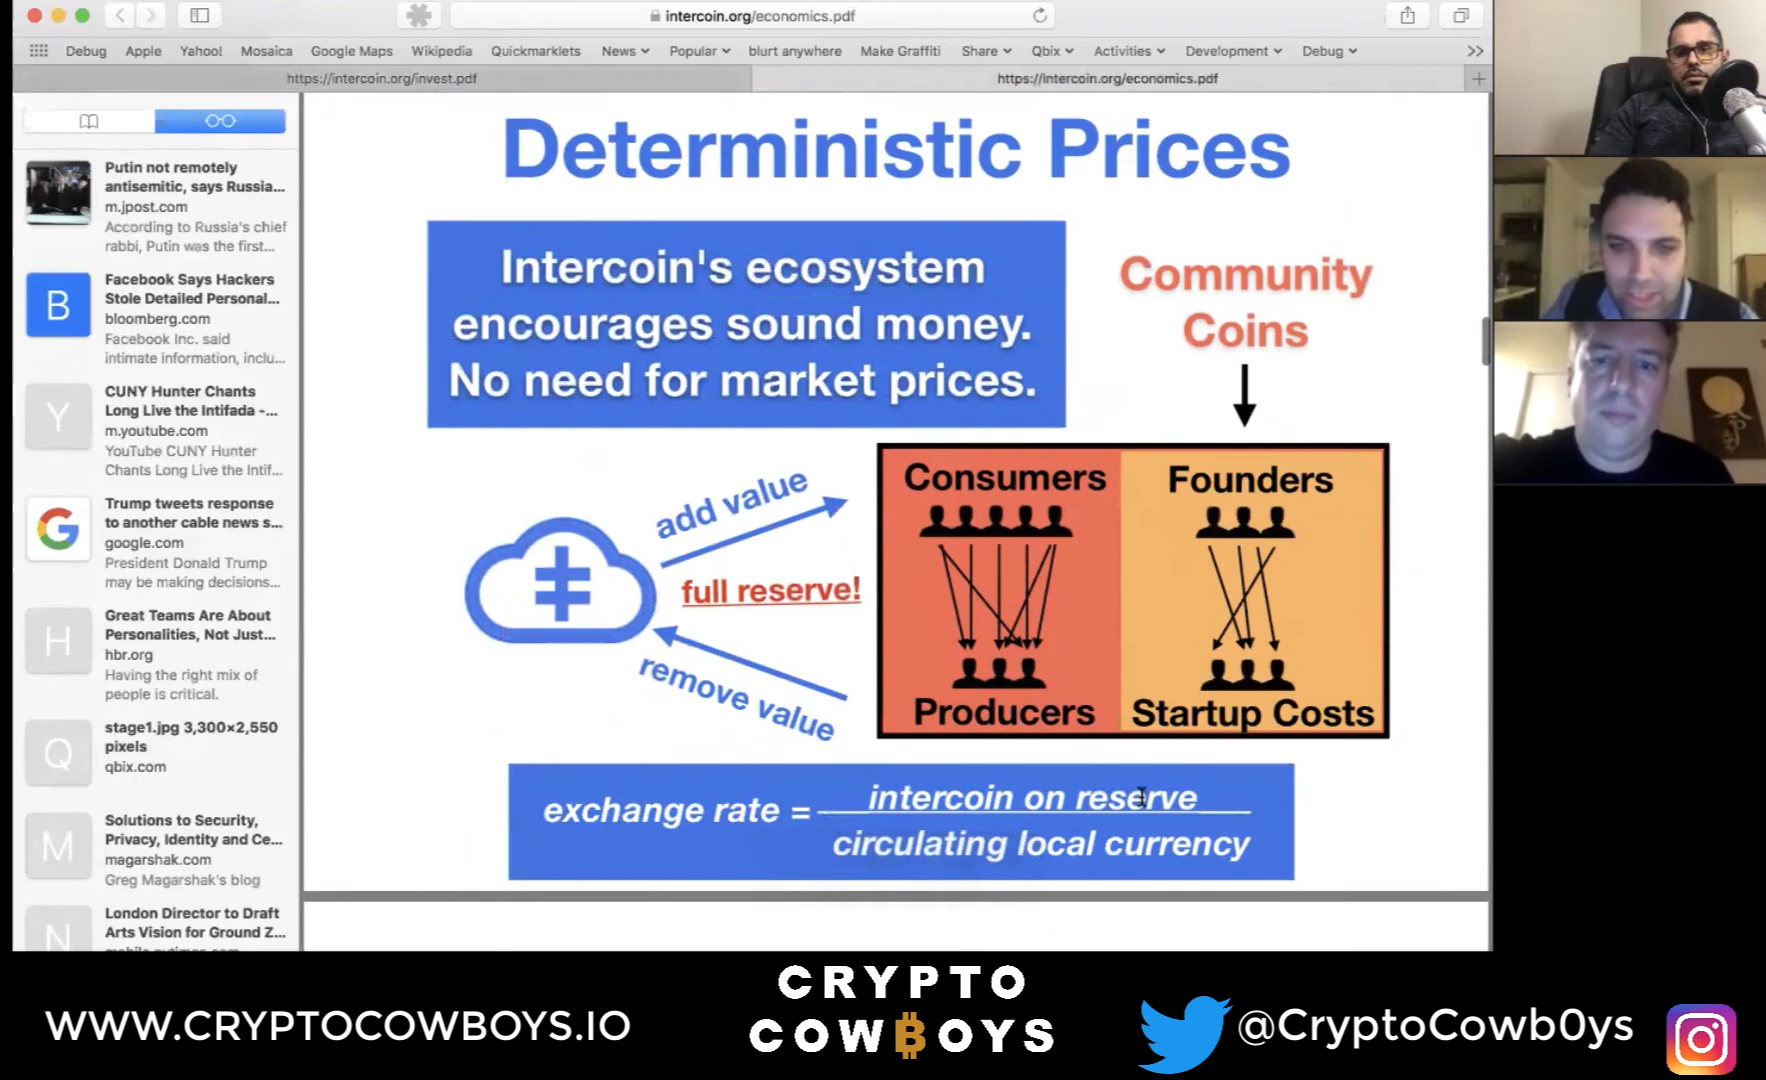 intercoin.org/economics.pdf
Debug Apple Yahoo! Mosaica Google Maps Wikipedia Quickmarklets News Popular blurt anywhere Make Graffiti Share Qbix Activities Development Debug
https://intercoin.org/invest.pdf
https://intercoin.org/economics.pdf
Putin not remotely
antisemitic, says Russia...
m.jpost.com
According to Russia's chief
rabbi, Putin was the first...
B
Facebook Says Hackers
Stole Detailed Personal...
bloomberg.com
Facebook Inc. said
intimate information, inclu...
Y
CUNY Hunter Chants
Long Live the Intifada -...
m.youtube.com
YouTube CUNY Hunter
Chants Long Live the Intif...
G
Trump tweets response
to another cable news s...
google.com
President Donald Trump
may be making decisions...
H
Great Teams Are About
Personalities, Not Just...
hbr.org
Having the right mix of
people is critical.
Q
stage1.jpg 3,300×2,550
pixels
qbix.com
M
Solutions to Security,
Privacy, Identity and Ce...
magarshak.com
Greg Magarshak's blog
N
London Director to Draft
Arts Vision for Ground Z...
Deterministic Prices
Intercoin's ecosystem
encourages sound money.
No need for market prices.
Community
Coins
add value
full reserve!
remove value
Consumers
Founders
Producers
Startup Costs
exchange rate =
intercoin on reserve
circulating local currency
WWW.CRYPTOCOWBOYS.IO
CRYPTO
COWBOYS
@CryptoCowb0ys